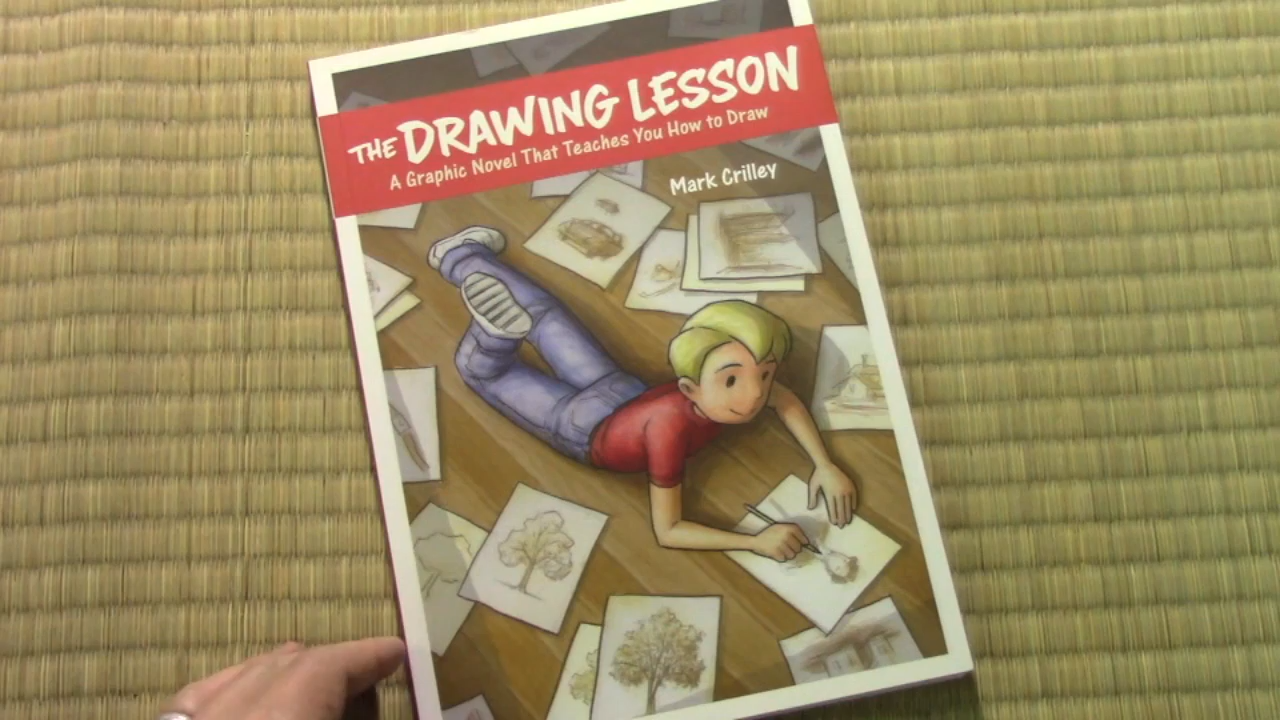 THE DRAWING LESSON
A Graphic Novel That Teaches You How to Draw
Mark Crilley